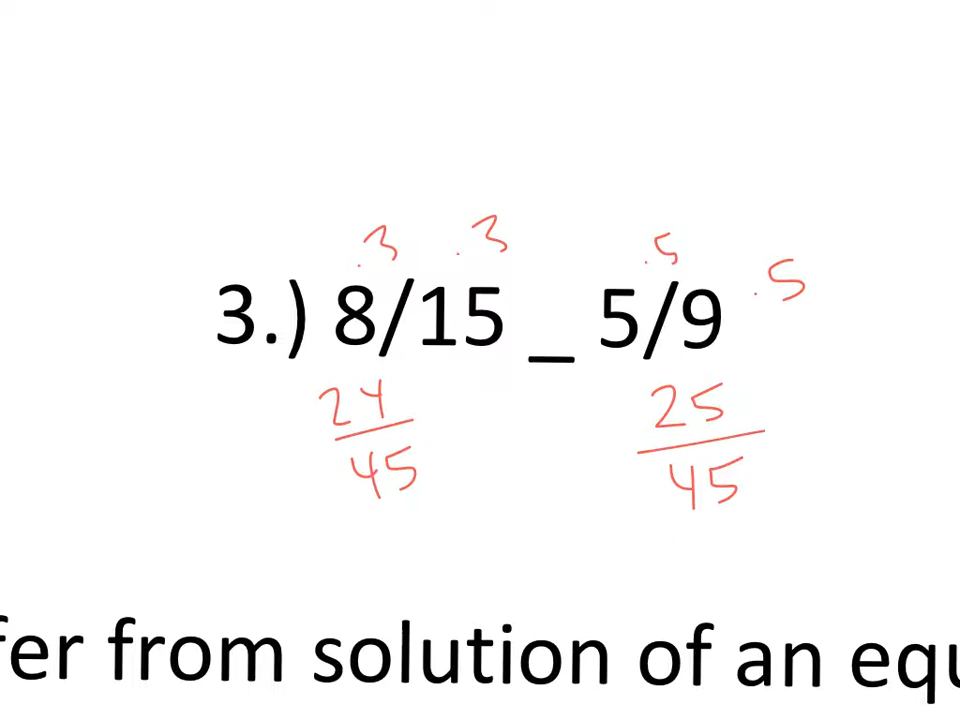 .3 .3 .5 .5
3.) 8/15 _ 5/9
24 25
45 45
fer from solution of an equ